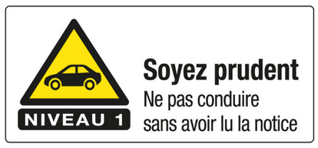 NIVEAU 1
Soyez prudent
Ne pas conduire
sans avoir lu la notice